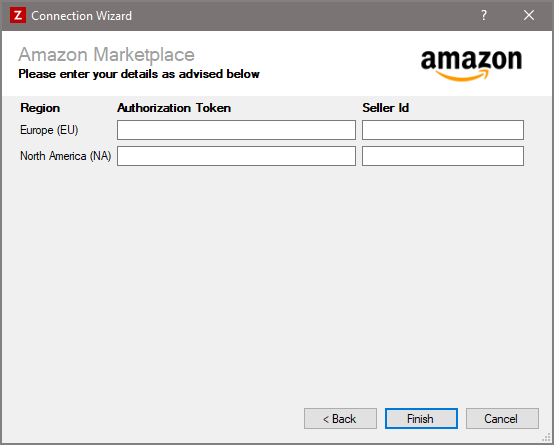 Z Connection Wizard ? ×
Amazon Marketplace
Please enter your details as advised below
amazon
Region Authorization Token Seller Id
Europe (EU)
North America (NA)
< Back Finish Cancel